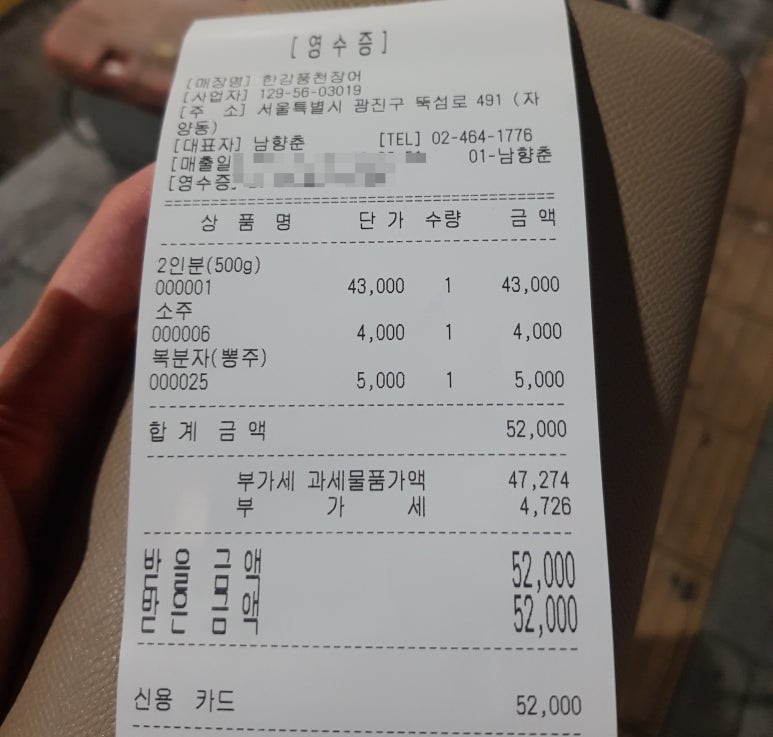 [영수증]
[매장명] 한강풍천장어
[사업자] 129-56-03019
[주 소] 서울특별시 광진구 뚝섬로 491 (자
양동)
[대표자] 남향춘 [TEL] 02-464-1776
[매출일 01-남향춘
[영수증
상 품 명 단 가 수량 금 액
2인분(500g)
000001 43,000 1 43,000
소주
000006 4,000 1 4,000
복분자(뽕주)
000025 5,000 1 5,000
합 계 금 액 52,000
부가세 과세물품가액 47,274
부 가 세 4,726
받 을 금 액 52,000
받 은 금 액 52,000
신용 카드 52,000